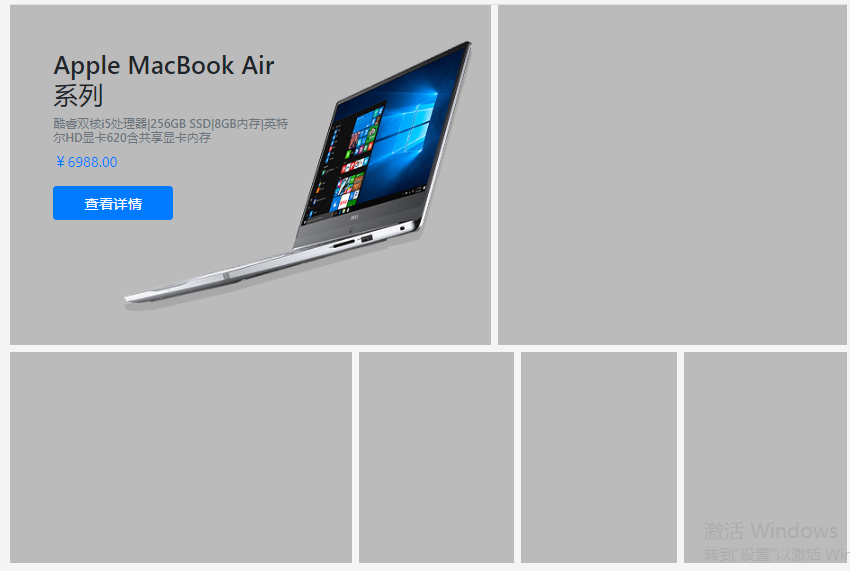 Apple MacBook Air
系列
酷睿双核i5处理器|256GB SSD|8GB内存|英特
尔HD显卡620含共享显卡内存
￥6988.00
查看详情
激活 Windows
转到"设置"以激活 Win